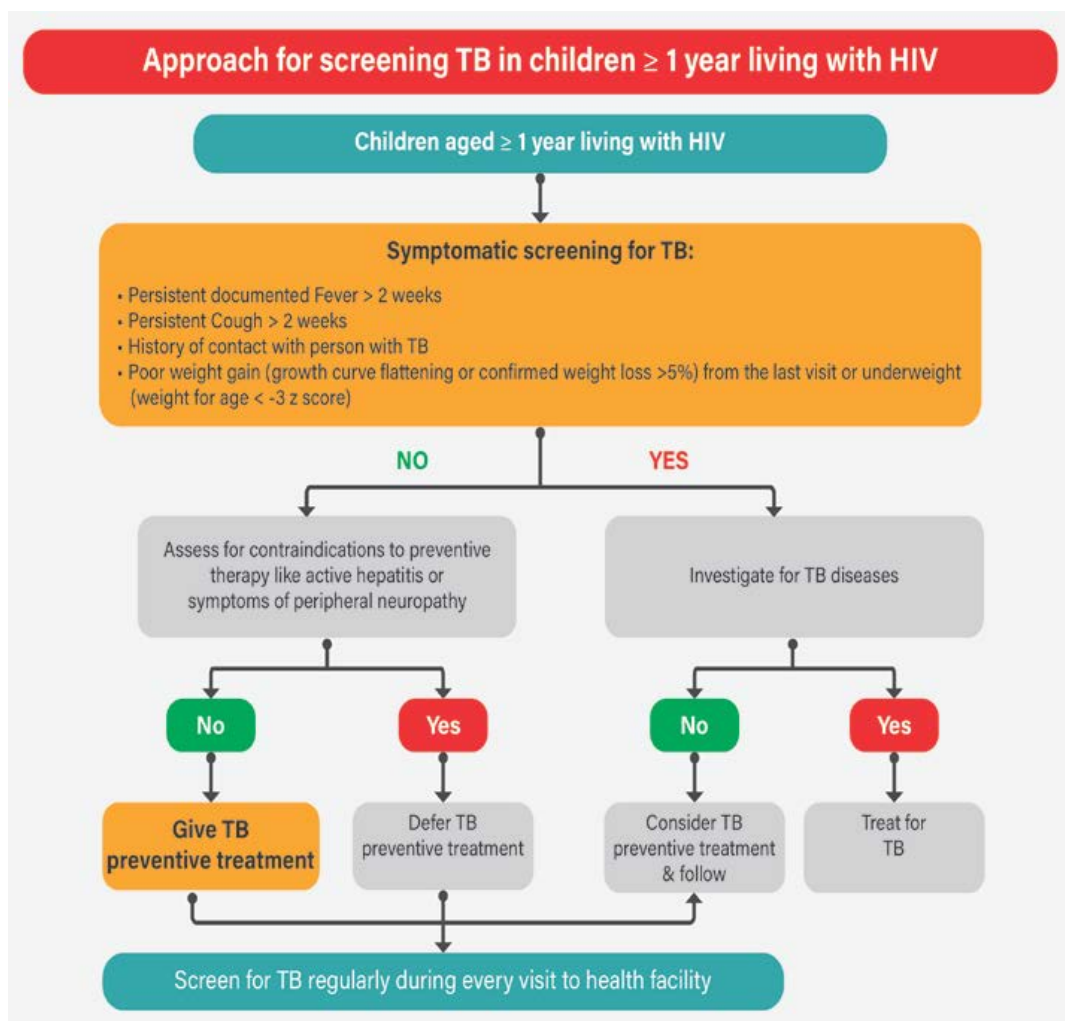 Approach for screening TB in children ≥ 1 year living with HIV
Children aged ≥ 1 year living with HIV
Symptomatic screening for TB:
• Persistent documented Fever > 2 weeks
• Persistent Cough > 2 weeks
• History of contact with person with TB
• Poor weight gain (growth curve flattening or confirmed weight loss >5%) from the last visit or underweight
(weight for age < -3 z score)
NO
YES
Assess for contraindications to preventive
therapy like active hepatitis or
symptoms of peripheral neuropathy
Investigate for TB diseases
No
Yes
No
Yes
Give TB
preventive treatment
Defer TB
preventive treatment
Consider TB
preventive treatment
& follow
Treat for
TB
Screen for TB regularly during every visit to health facility